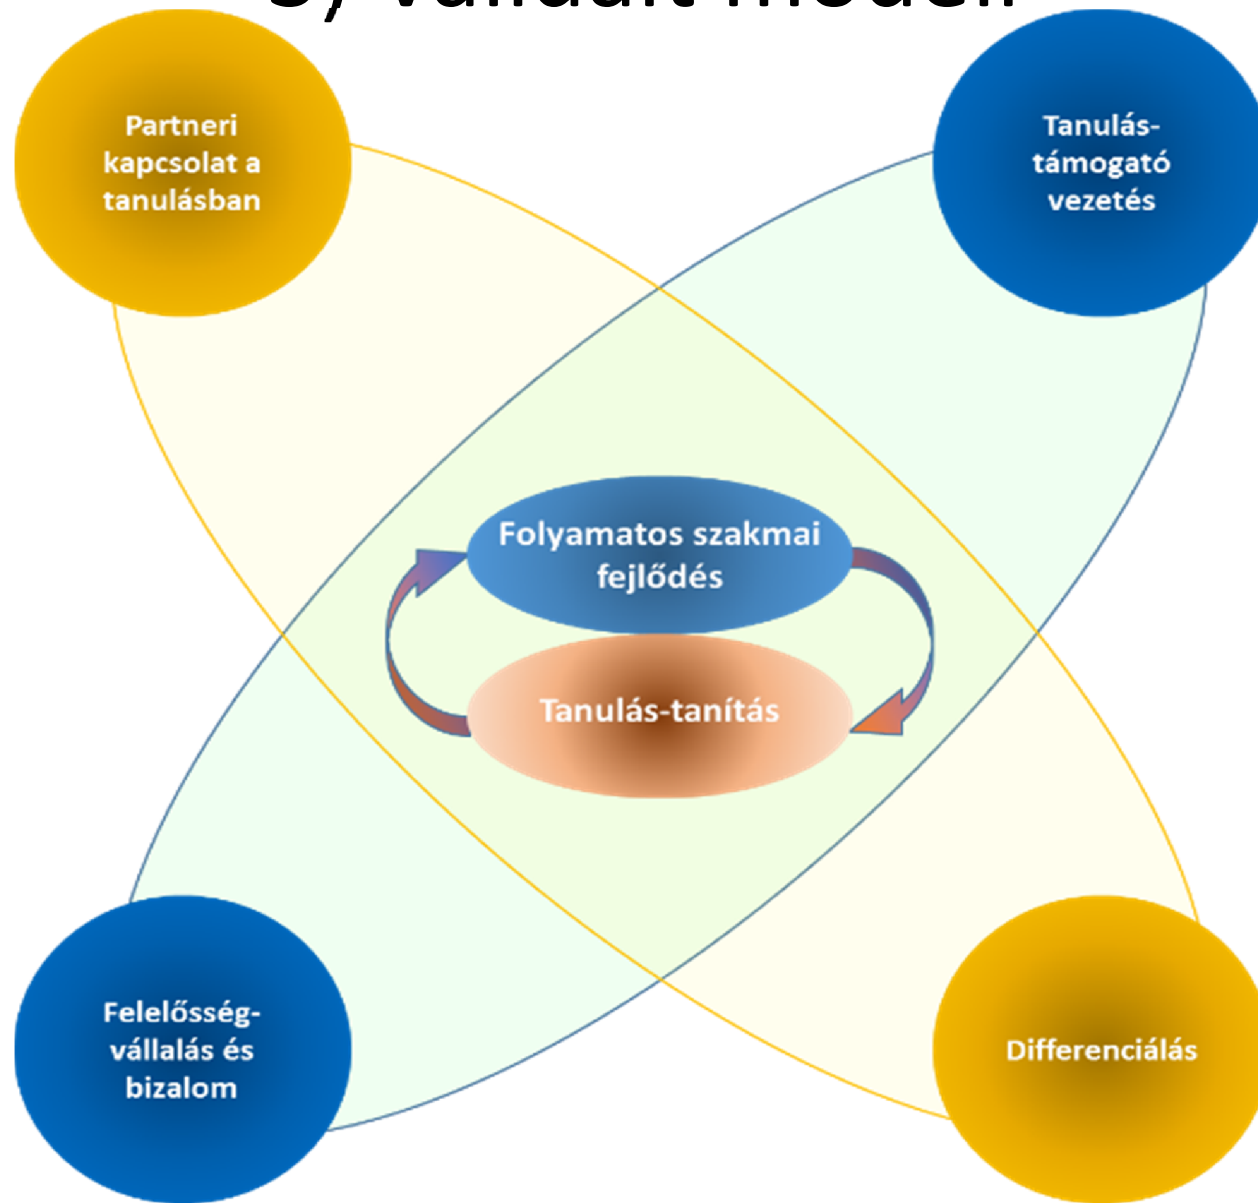 Partneri
kapcsolat a
tanulásban
Tanulás-
támogató
vezetés
Folyamatos szakmai
fejlődés
Tanulás-tanítás
Felelősség-
vállalás és
bizalom
Differenciálás